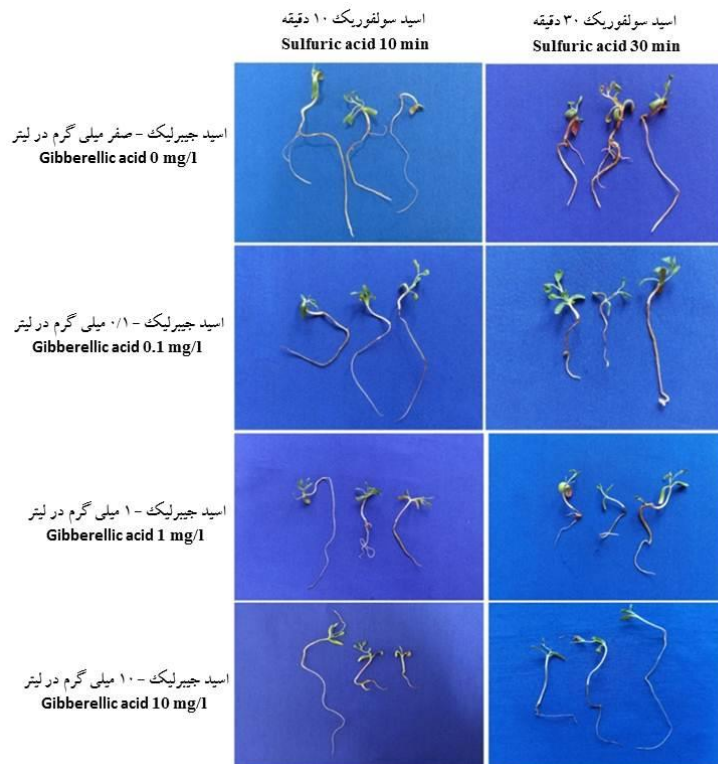 اسید سولفوریک ۱۰ دقیقه
Sulfuric acid 10 min
اسید سولفوریک ۳۰ دقیقه
Sulfuric acid 30 min
اسید جیبرلیک - صفر میلی گرم در لیتر
Gibberellic acid 0 mg/l
اسید جیبرلیک - ۰/۱ میلی گرم در لیتر
Gibberellic acid 0.1 mg/l
اسید جیبرلیک - ۱ میلی گرم در لیتر
Gibberellic acid 1 mg/l
اسید جیبرلیک - ۱۰ میلی گرم در لیتر
Gibberellic acid 10 mg/l